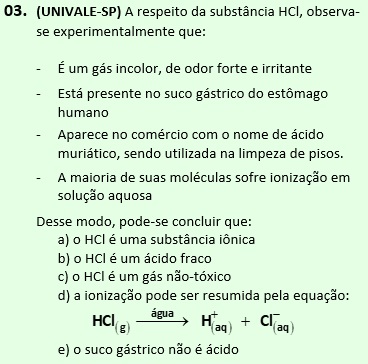 03. (UNIVALE-SP) A respeito da substância HCl, observa-
se experimentalmente que:
- É um gás incolor, de odor forte e irritante
- Está presente no suco gástrico do estômago
humano
- Aparece no comércio com o nome de ácido
muriático, sendo utilizada na limpeza de pisos.
- A maioria de suas moléculas sofre ionização em
solução aquosa
Desse modo, pode-se concluir que:
a) o HCl é uma substância iônica
b) o HCl é um ácido fraco
c) o HCl é um gás não-tóxico
d) a ionização pode ser resumida pela equação:
HCl(g) água→ H+(aq) + Cl−(aq)
e) o suco gástrico não é ácido